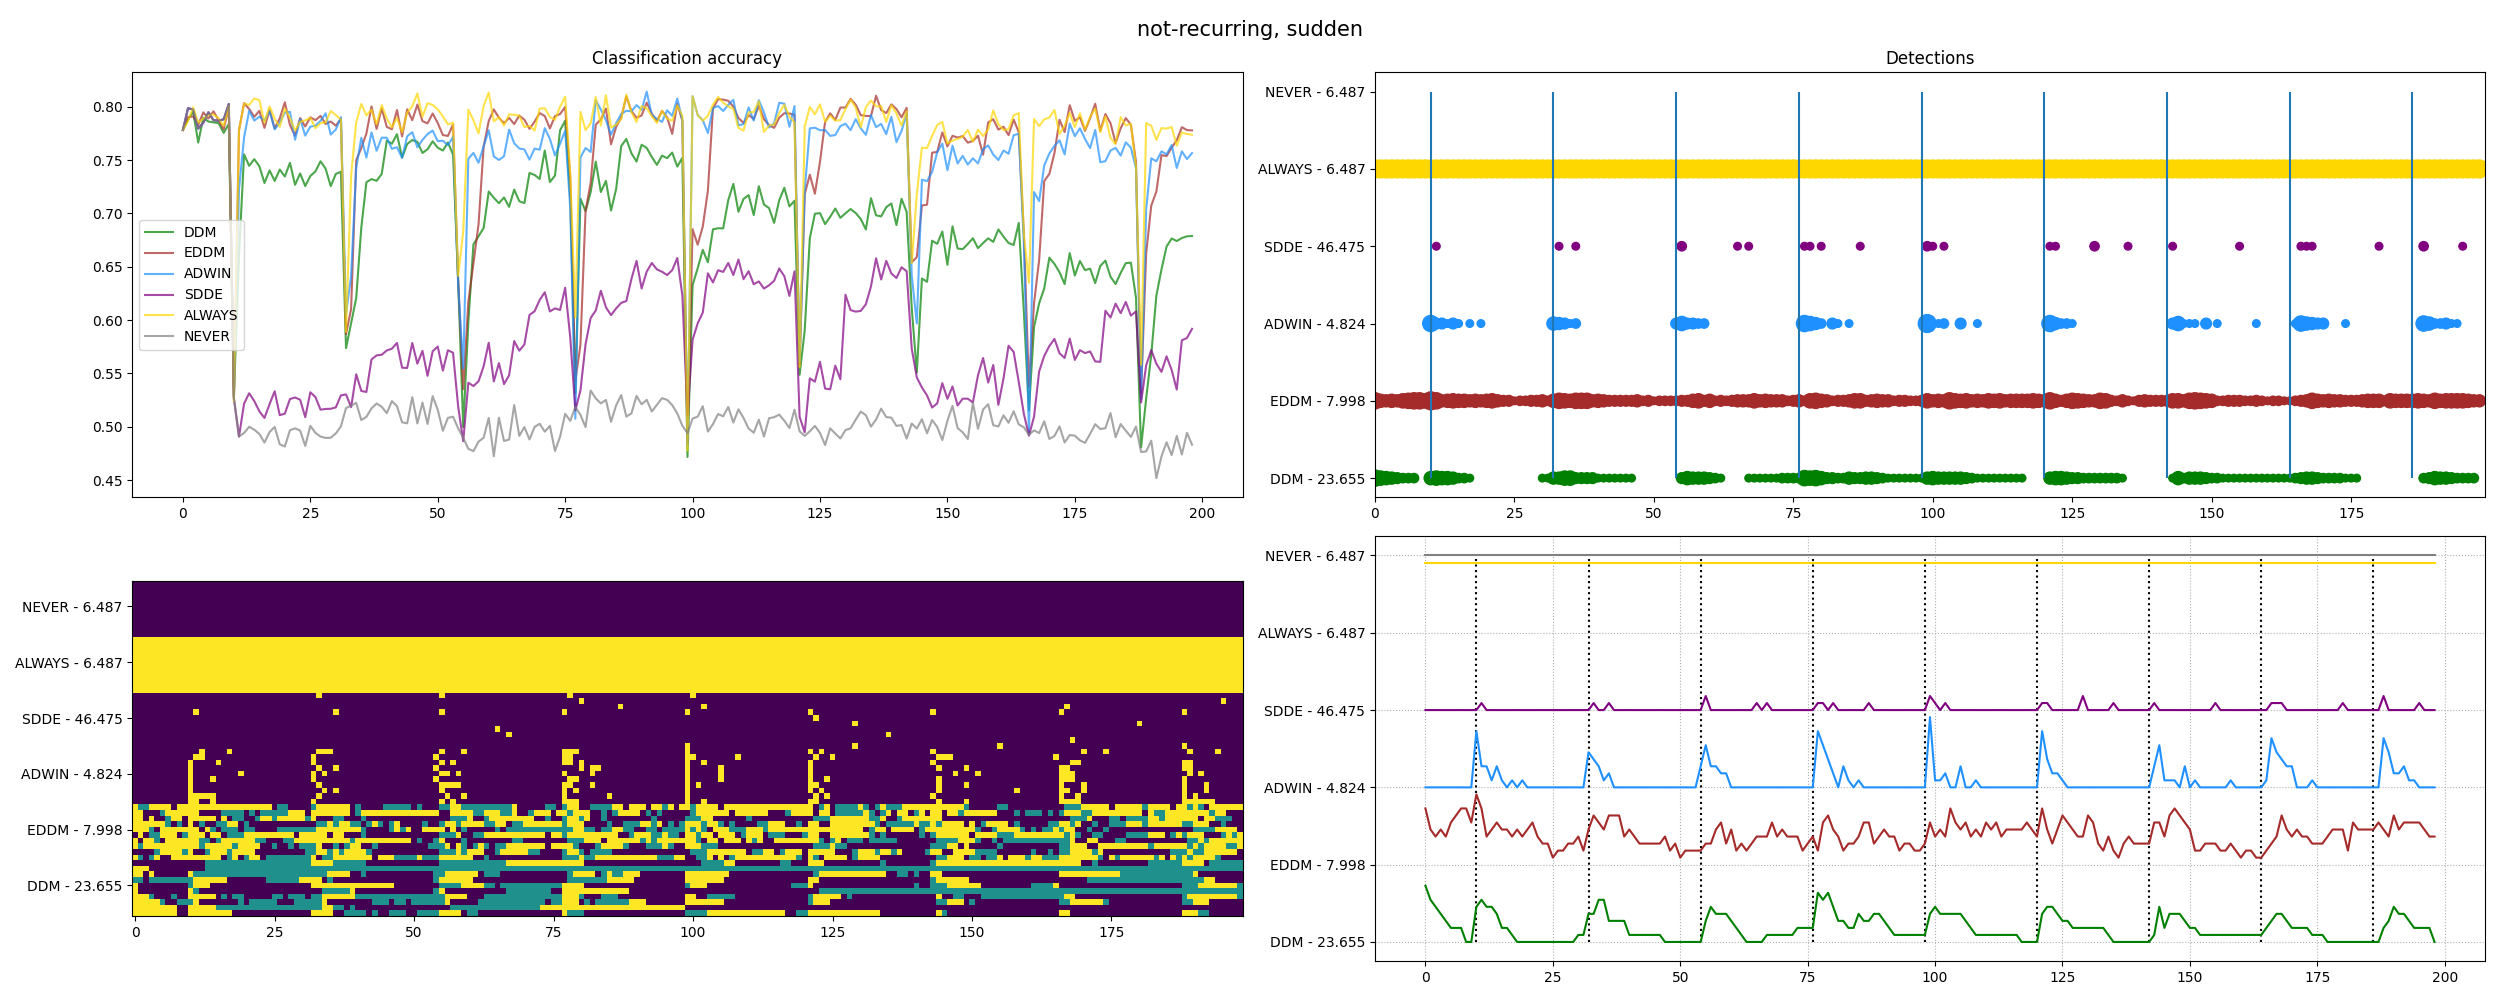 not-recurring, sudden
Classification accuracy
0.80
0.75
0.70
0.65
0.60
0.55
0.50
0.45
DDM
EDDM
ADWIN
SDDE
ALWAYS
NEVER
0 25 50 75 100 125 150 175 200
Detections
NEVER - 6.487
ALWAYS - 6.487
SDDE - 46.475
ADWIN - 4.824
EDDM - 7.998
DDM - 23.655
0 25 50 75 100 125 150 175
NEVER - 6.487
ALWAYS - 6.487
SDDE - 46.475
ADWIN - 4.824
EDDM - 7.998
DDM - 23.655
0 25 50 75 100 125 150 175
NEVER - 6.487
ALWAYS - 6.487
SDDE - 46.475
ADWIN - 4.824
EDDM - 7.998
DDM - 23.655
0 25 50 75 100 125 150 175 200